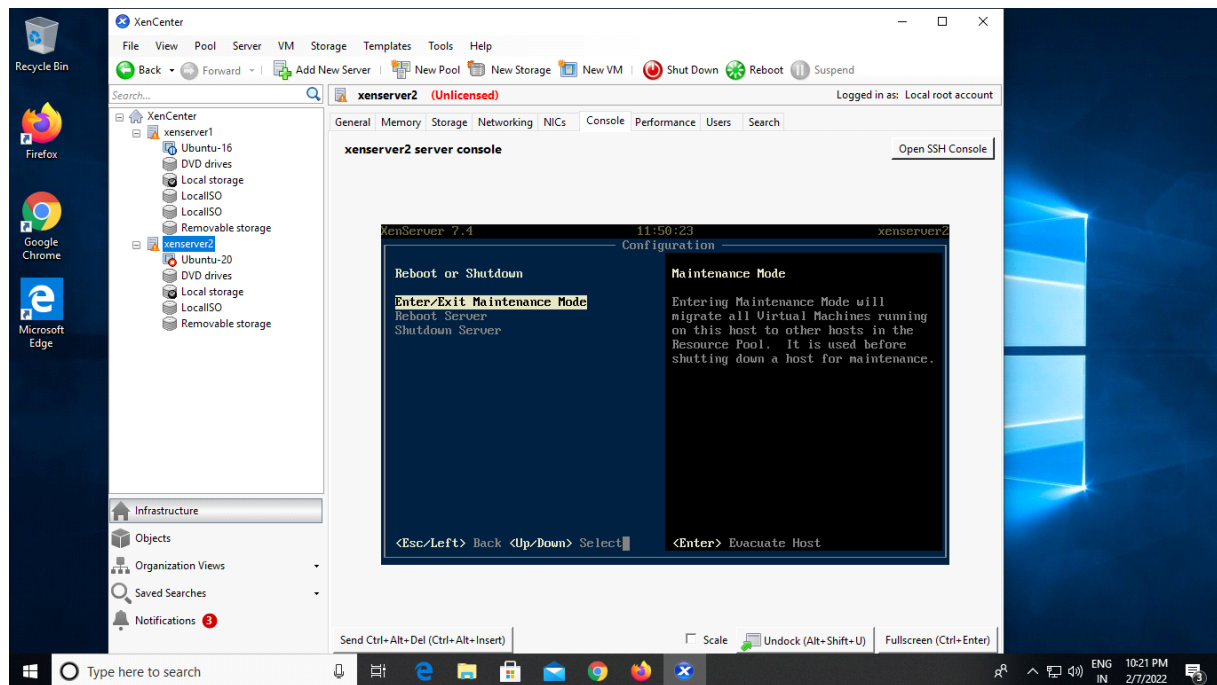 Recycle Bin
Firefox
Google
Chrome
Microsoft
Edge
XenCenter
File View Pool Server VM Storage Templates Tools Help
Back Forward Add New Server New Pool New Storage New VM Shut Down Reboot Suspend
Search...
XenCenter
xenserver1
Ubuntu-16
DVD drives
Local storage
LocalISO
LocalISO
Removable storage
xenserver2
Ubuntu-20
DVD drives
Local storage
LocalISO
Removable storage
Infrastructure
Objects
Organization Views
Saved Searches
Notifications 3
xenserver2 (Unlicensed) Logged in as: Local root account
General Memory Storage Networking NICs Console Performance Users Search
xenserver2 server console
Open SSH Console
XenServer 7.4 11:50:23 xenserver2
Configuration
Reboot or Shutdown
Enter/Exit Maintenance Mode
Reboot Server
Shutdown Server
<Esc/Left> Back <Up/Down> Select
Maintenance Mode
Entering Maintenance Mode will
migrate all Virtual Machines running
on this host to other hosts in the
Resource Pool. It is used before
shutting down a host for maintenance.
<Enter> Evacuate Host
Send Ctrl+Alt+Del (Ctrl+Alt+Insert) Scale Undock (Alt+Shift+U) Fullscreen (Ctrl+Enter)
Type here to search
ENG
IN
10:21 PM
2/7/2022
3